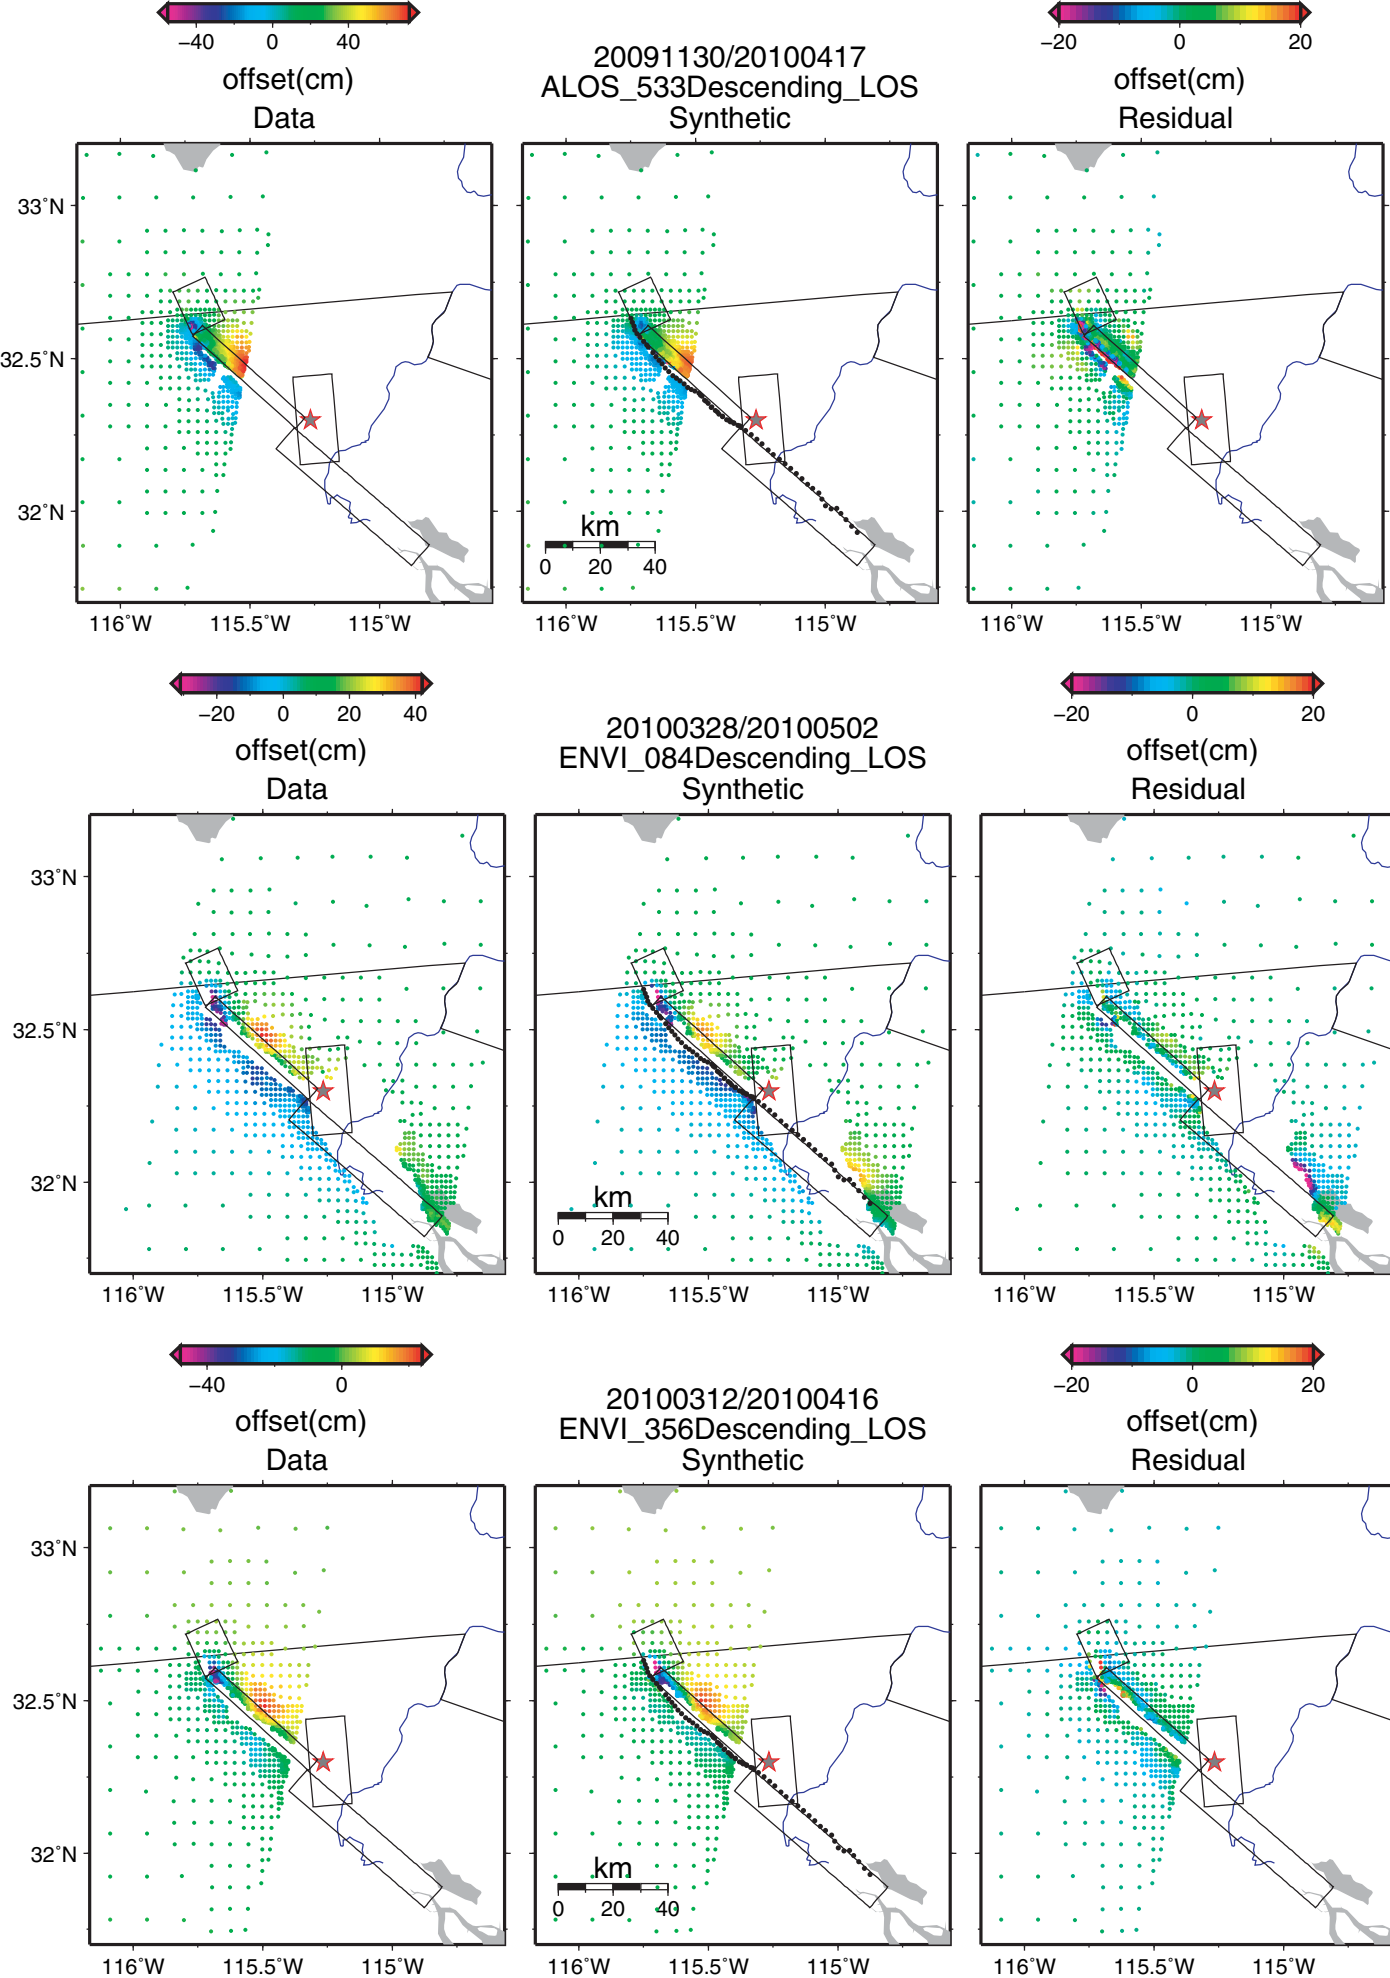 −40 0 40
offset(cm)
Data
20091130/20100417
ALOS_533Descending_LOS
Synthetic
−20 0 20
offset(cm)
Residual
33˚N
32.5˚N
32˚N
km
0 20 40
116˚W 115.5˚W 115˚W
116˚W 115.5˚W 115˚W
116˚W 115.5˚W 115˚W
−20 0 20 40
offset(cm)
Data
20100328/20100502
ENVI_084Descending_LOS
Synthetic
−20 0 20
offset(cm)
Residual
33˚N
32.5˚N
32˚N
km
0 20 40
116˚W 115.5˚W 115˚W
116˚W 115.5˚W 115˚W
116˚W 115.5˚W 115˚W
−40 0
offset(cm)
Data
20100312/20100416
ENVI_356Descending_LOS
Synthetic
−20 0 20
offset(cm)
Residual
33˚N
32.5˚N
32˚N
km
0 20 40
116˚W 115.5˚W 115˚W
116˚W 115.5˚W 115˚W
116˚W 115.5˚W 115˚W